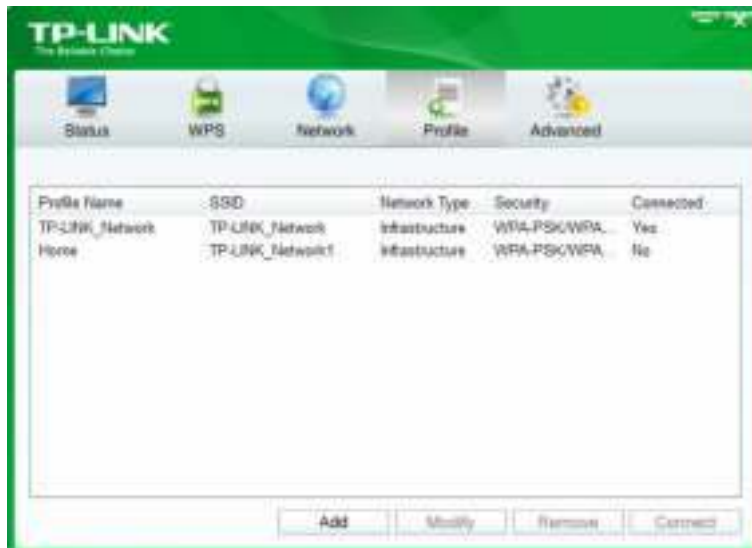 TP-LINK
The Reliable Choice
Status WPS Network Profile Advanced
Profile Name SSID Network Type Security Connected
TP-LINK_Network TP-LINK_Network Infrastructure WPA-PSK/WPA... Yes
Home TP-LINK_Network1 Infrastructure WPA-PSK/WPA... No
Add Modify Remove Connect